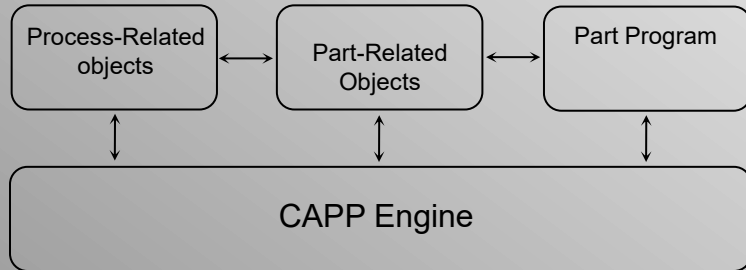 Process-Related
objects
Part-Related
Objects
Part Program
CAPP Engine